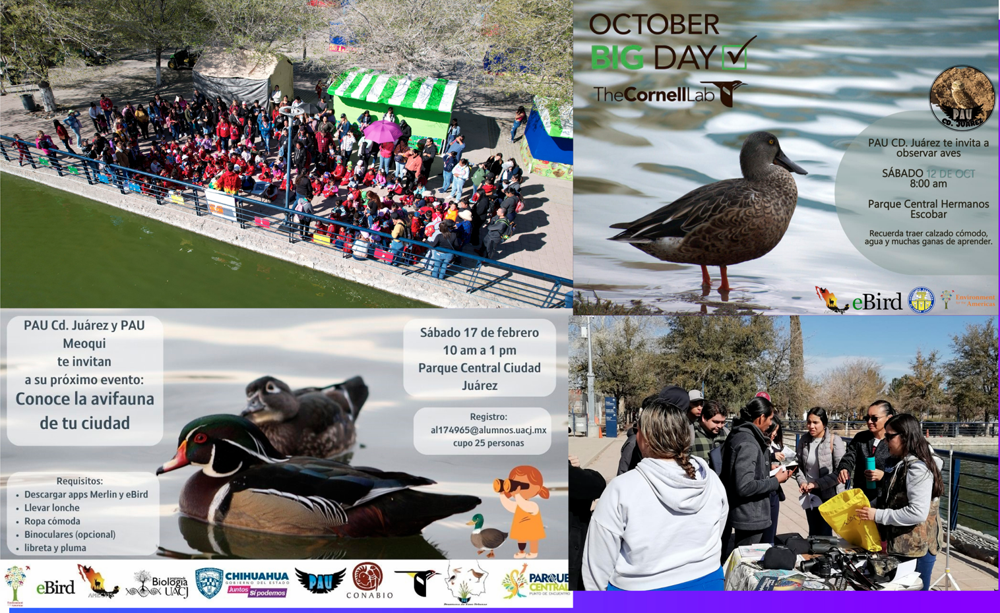 OCTOBER
BIG DAY
TheCornellLab
PAU
CD. JUÁREZ
PAU CD. Juárez te invita a
observar aves
SÁBADO 12 DE OCT
8:00 am
Parque Central Hermanos
Escobar
Recuerda traer calzado cómodo,
agua y muchas ganas de aprender.
eBird
Environment
Americas
PAU Cd. Juárez y PAU
Meoqui
te invitan
a su próximo evento:
Conoce la avifauna
de tu ciudad
Sábado 17 de febrero
10 am a 1 pm
Parque Central Ciudad
Juárez
Registro:
al174965@alumnos.uacj.mx
cupo 25 personas
Requisitos:
• Descargar apps Merlin y eBird
• Llevar lonche
• Ropa cómoda
• Binoculares (opcional)
• libreta y pluma
eBird
Biología
UACJ
CHIHUAHUA
GOBIERNO DEL ESTADO
Juntos Sí podemos
PAU
CONABIO
PARQUE
CENTRAL
PUNTO DE ENCUENTRO